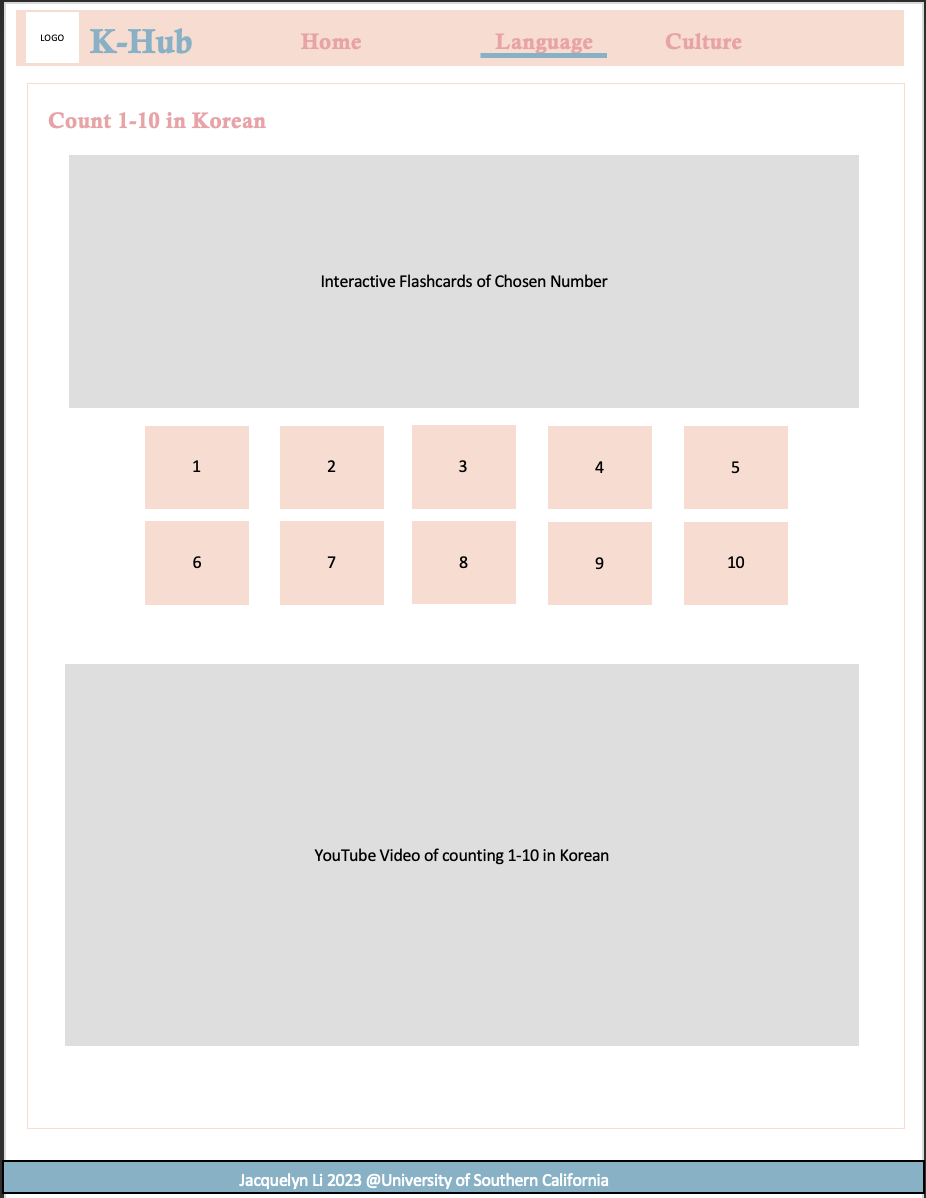 LOGO
K-Hub
Home
Language
Culture
Count 1-10 in Korean
Interactive Flashcards of Chosen Number
1
2
3
4
5
6
7
8
9
10
YouTube Video of counting 1-10 in Korean
Jacquelyn Li 2023 @University of Southern California